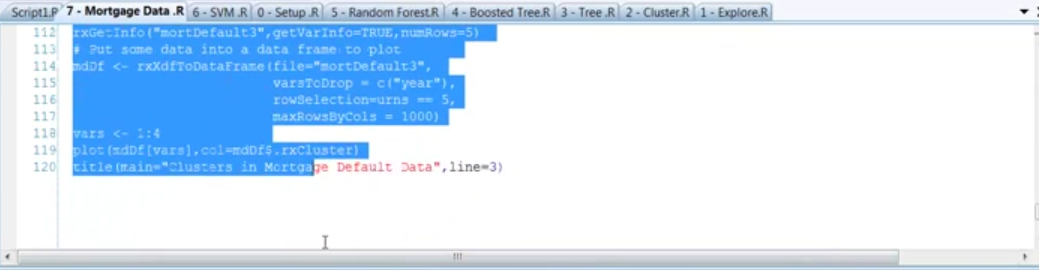 Script1.R 7 - Mortgage Data .R 6 - SVM .R 0 - Setup .R 5 - Random Forest.R 4 - Boosted Tree.R 3 - Tree .R 2 - Cluster.R 1 - Explore.R
112 rxGetInfo("mortDefault3",getVarInfo=TRUE,numRows=5)
113 # Put some data into a data frame to plot
114 mdDf <- rxXdfToDataFrame(file="mortDefault3",
115 varsToDrop = c("year"),
116 rowSelection=urns == 5,
117 maxRowsByCols = 1000)
118 vars <- 1:4
119 plot(mdDf[vars],col=mdDf$.rxCluster)
120 title(main="Clusters in Mortgage Default Data",line=3)